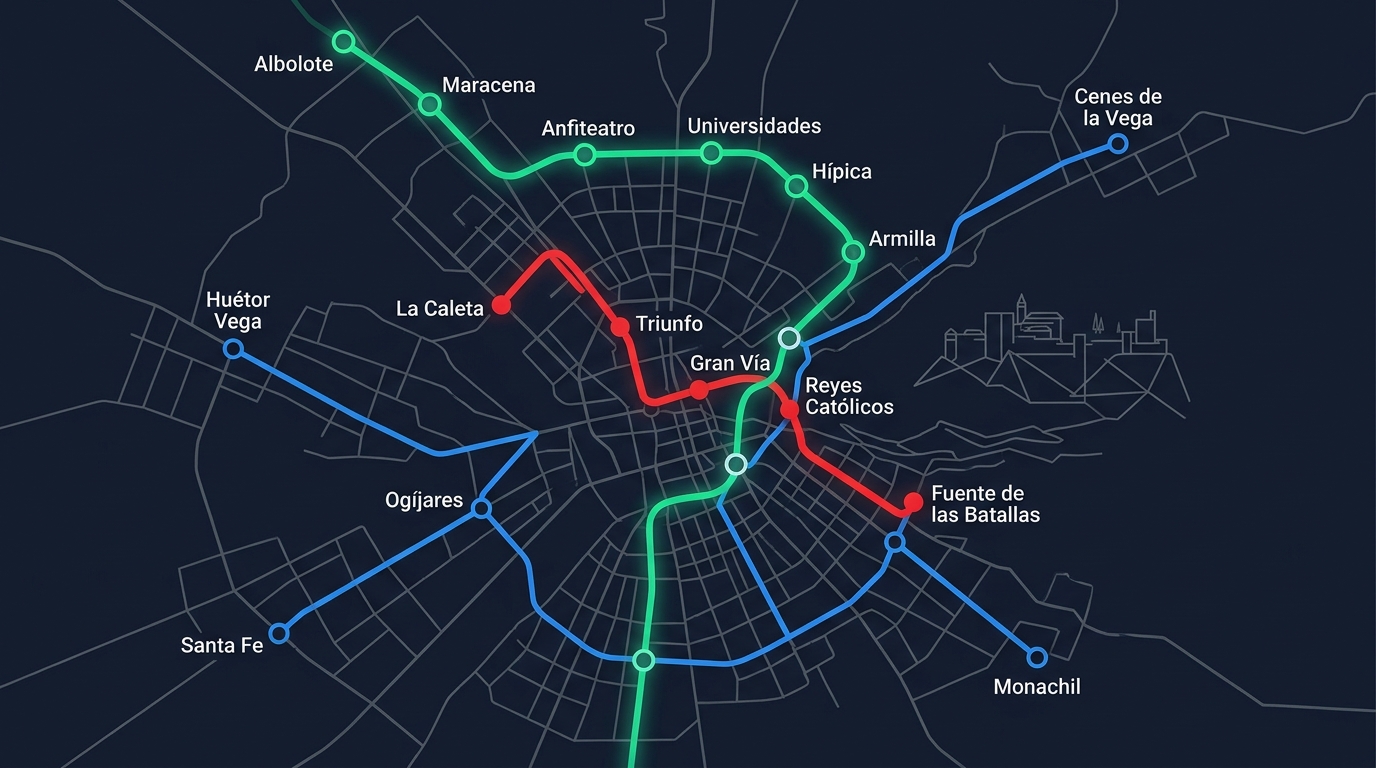 Albolote
Maracena
Anfiteatro
Universidades
Hípica
Armilla
Cenes de
la Vega
Huétor
Vega
La Caleta
Triunfo
Gran Vía
Reyes
Católicos
Ogíjares
Fuente de
las Batallas
Santa Fe
Monachil